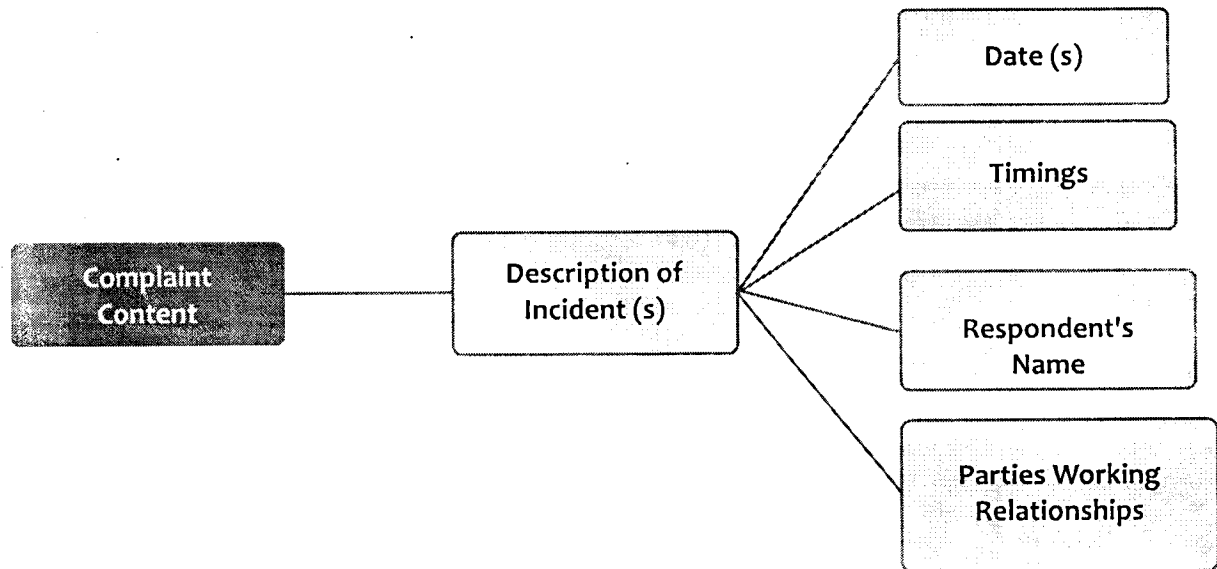 Complaint
Content
Description of
Incident (s)
Date (s)
Timings
Respondent's
Name
Parties Working
Relationships